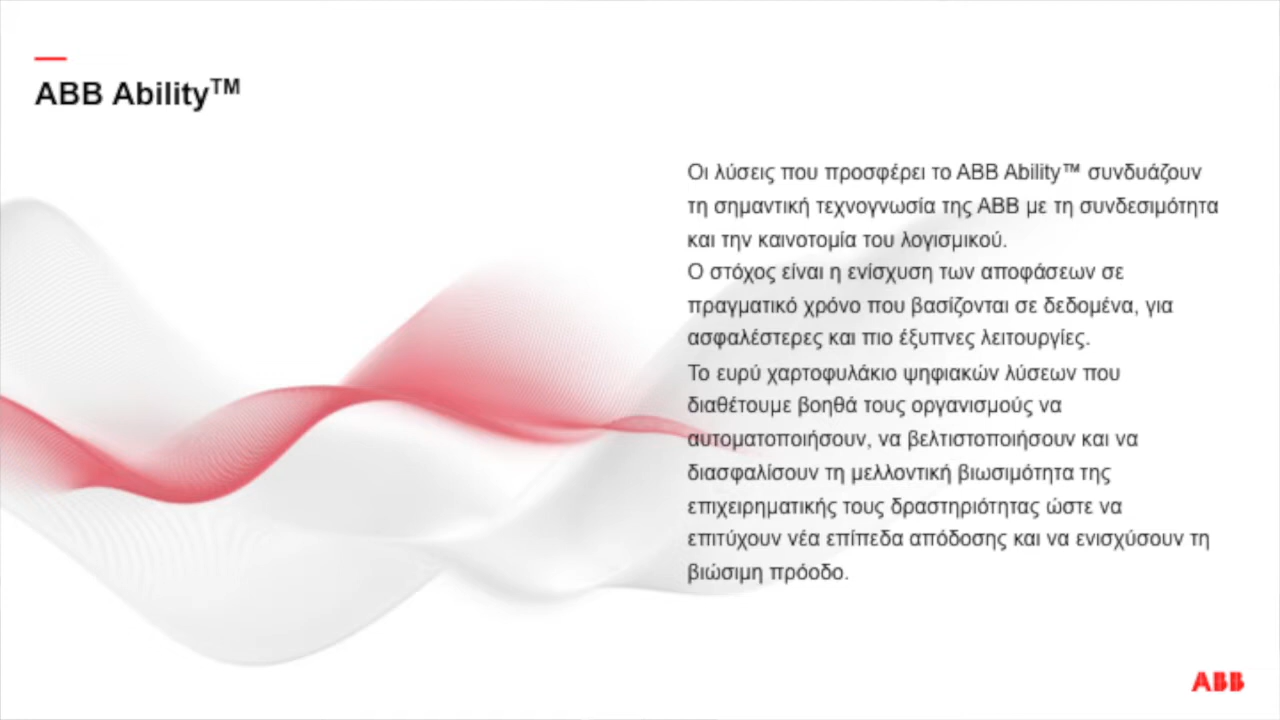 ABB Ability™
Οι λύσεις που προσφέρει το ABB Ability™ συνδυάζουν
τη σημαντική τεχνογνωσία της ABB με τη συνδεσιμότητα
και την καινοτομία του λογισμικού.
Ο στόχος είναι η ενίσχυση των αποφάσεων σε
πραγματικό χρόνο που βασίζονται σε δεδομένα, για
ασφαλέστερες και πιο έξυπνες λειτουργίες.
Το ευρύ χαρτοφυλάκιο ψηφιακών λύσεων που
διαθέτουμε βοηθά τους οργανισμούς να
αυτοματοποιήσουν, να βελτιστοποιήσουν και να
διασφαλίσουν τη μελλοντική βιωσιμότητα της
επιχειρηματικής τους δραστηριότητας ώστε να
επιτύχουν νέα επίπεδα απόδοσης και να ενισχύσουν τη
βιώσιμη πρόοδο.
ABB